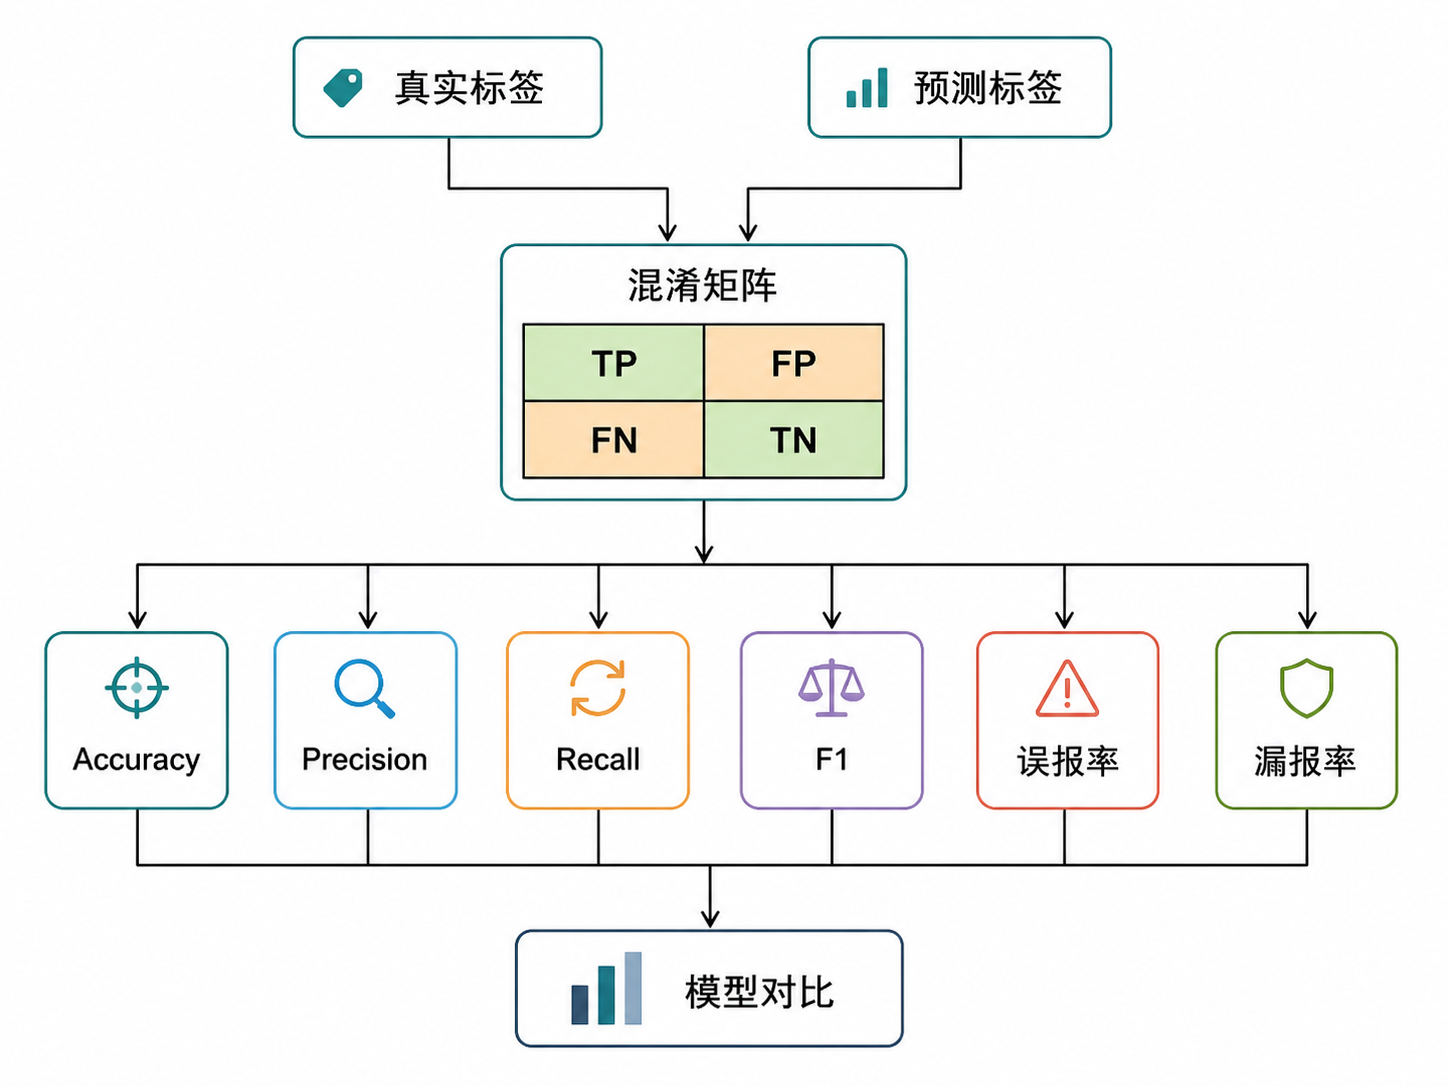 真实标签
预测标签
混淆矩阵
TP
FP
FN
TN
Accuracy
Precision
Recall
F1
误报率
漏报率
模型对比